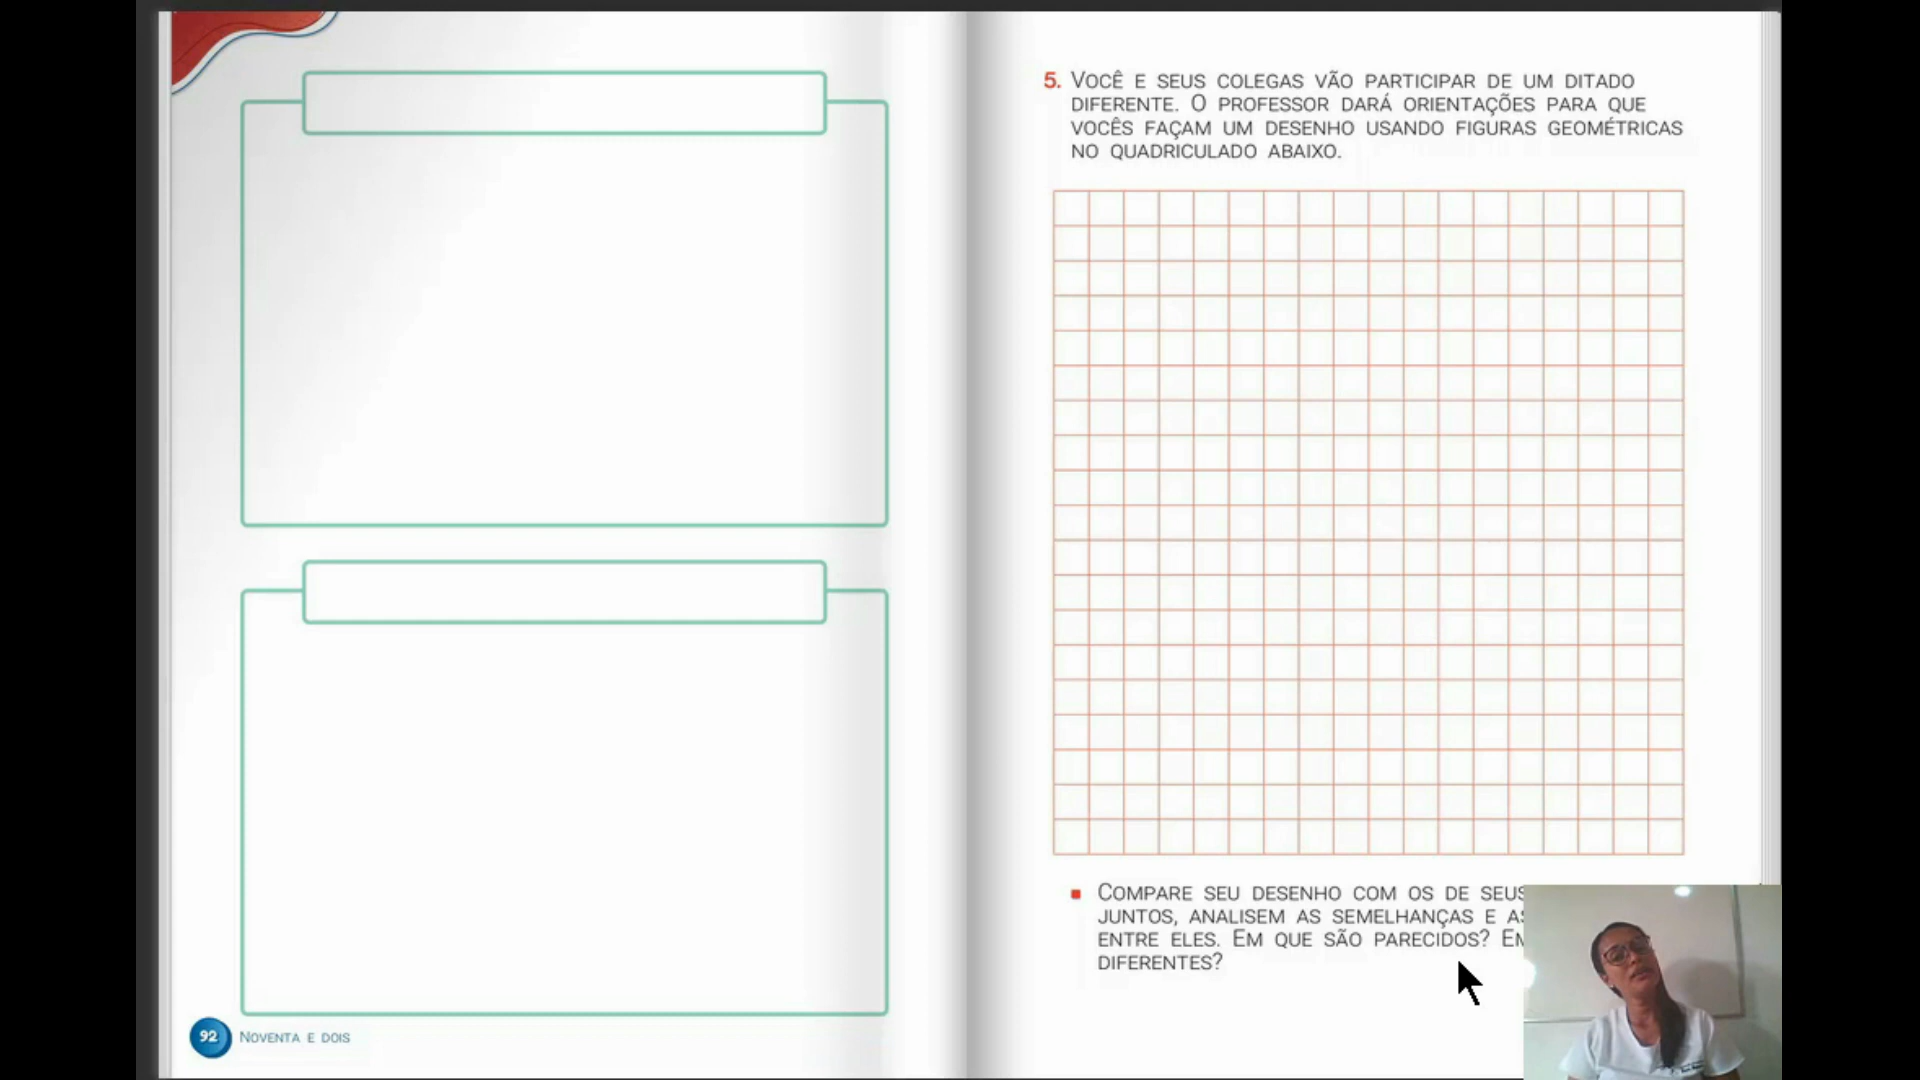 5. VOCÊ E SEUS COLEGAS VÃO PARTICIPAR DE UM DITADO
DIFERENTE. O PROFESSOR DARÁ ORIENTAÇÕES PARA QUE
VOCÊS FAÇAM UM DESENHO USANDO FIGURAS GEOMÉTRICAS
NO QUADRICULADO ABAIXO.
COMPARE SEU DESENHO COM OS DE SEUS
JUNTOS, ANALISEM AS SEMELHANÇAS E
ENTRE ELES. EM QUE SÃO PARECIDOS? EM
DIFERENTES?
92 NOVENTA E DOIS